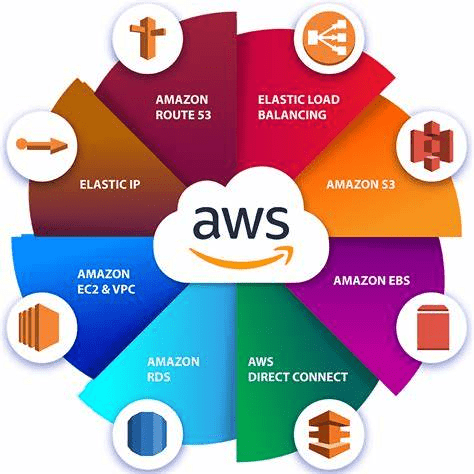 AMAZON
ROUTE 53
ELASTIC LOAD
BALANCING
ELASTIC IP
AMAZON S3
aws
AMAZON
EC2 & VPC
AMAZON EBS
AMAZON
RDS
AWS
DIRECT CONNECT